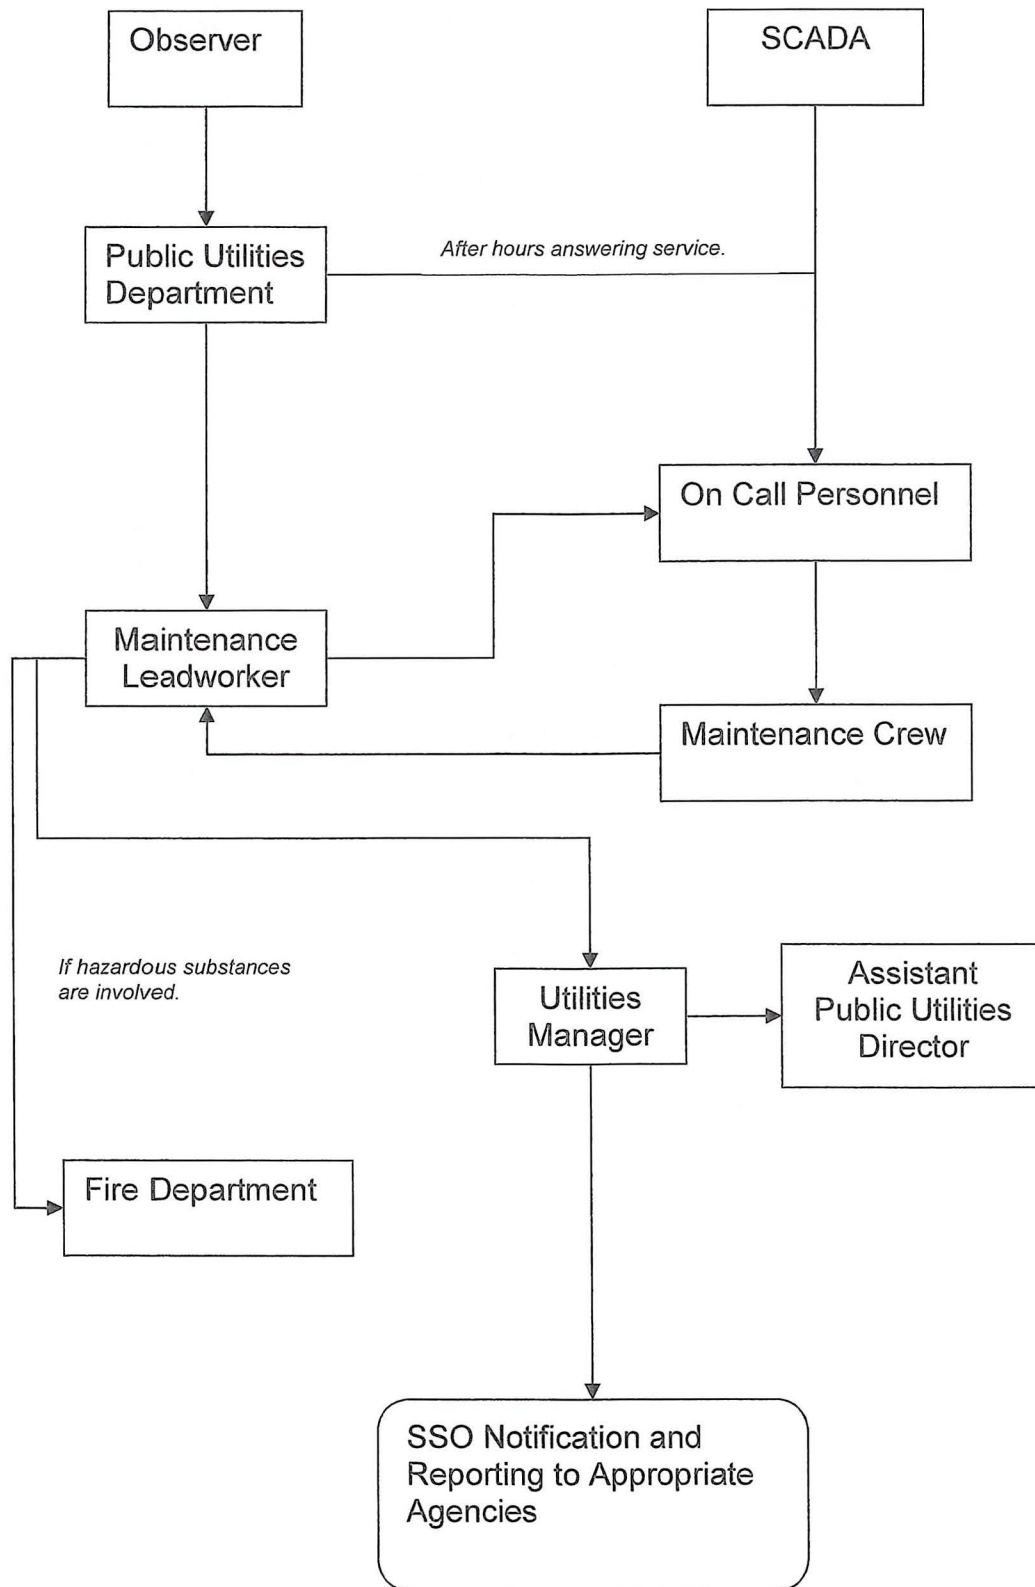 Observer
SCADA
Public Utilities
Department
After hours answering service.
On Call Personnel
Maintenance
Leadworker
Maintenance Crew
If hazardous substances
are involved.
Utilities
Manager
Assistant
Public Utilities
Director
Fire Department
SSO Notification and
Reporting to Appropriate
Agencies